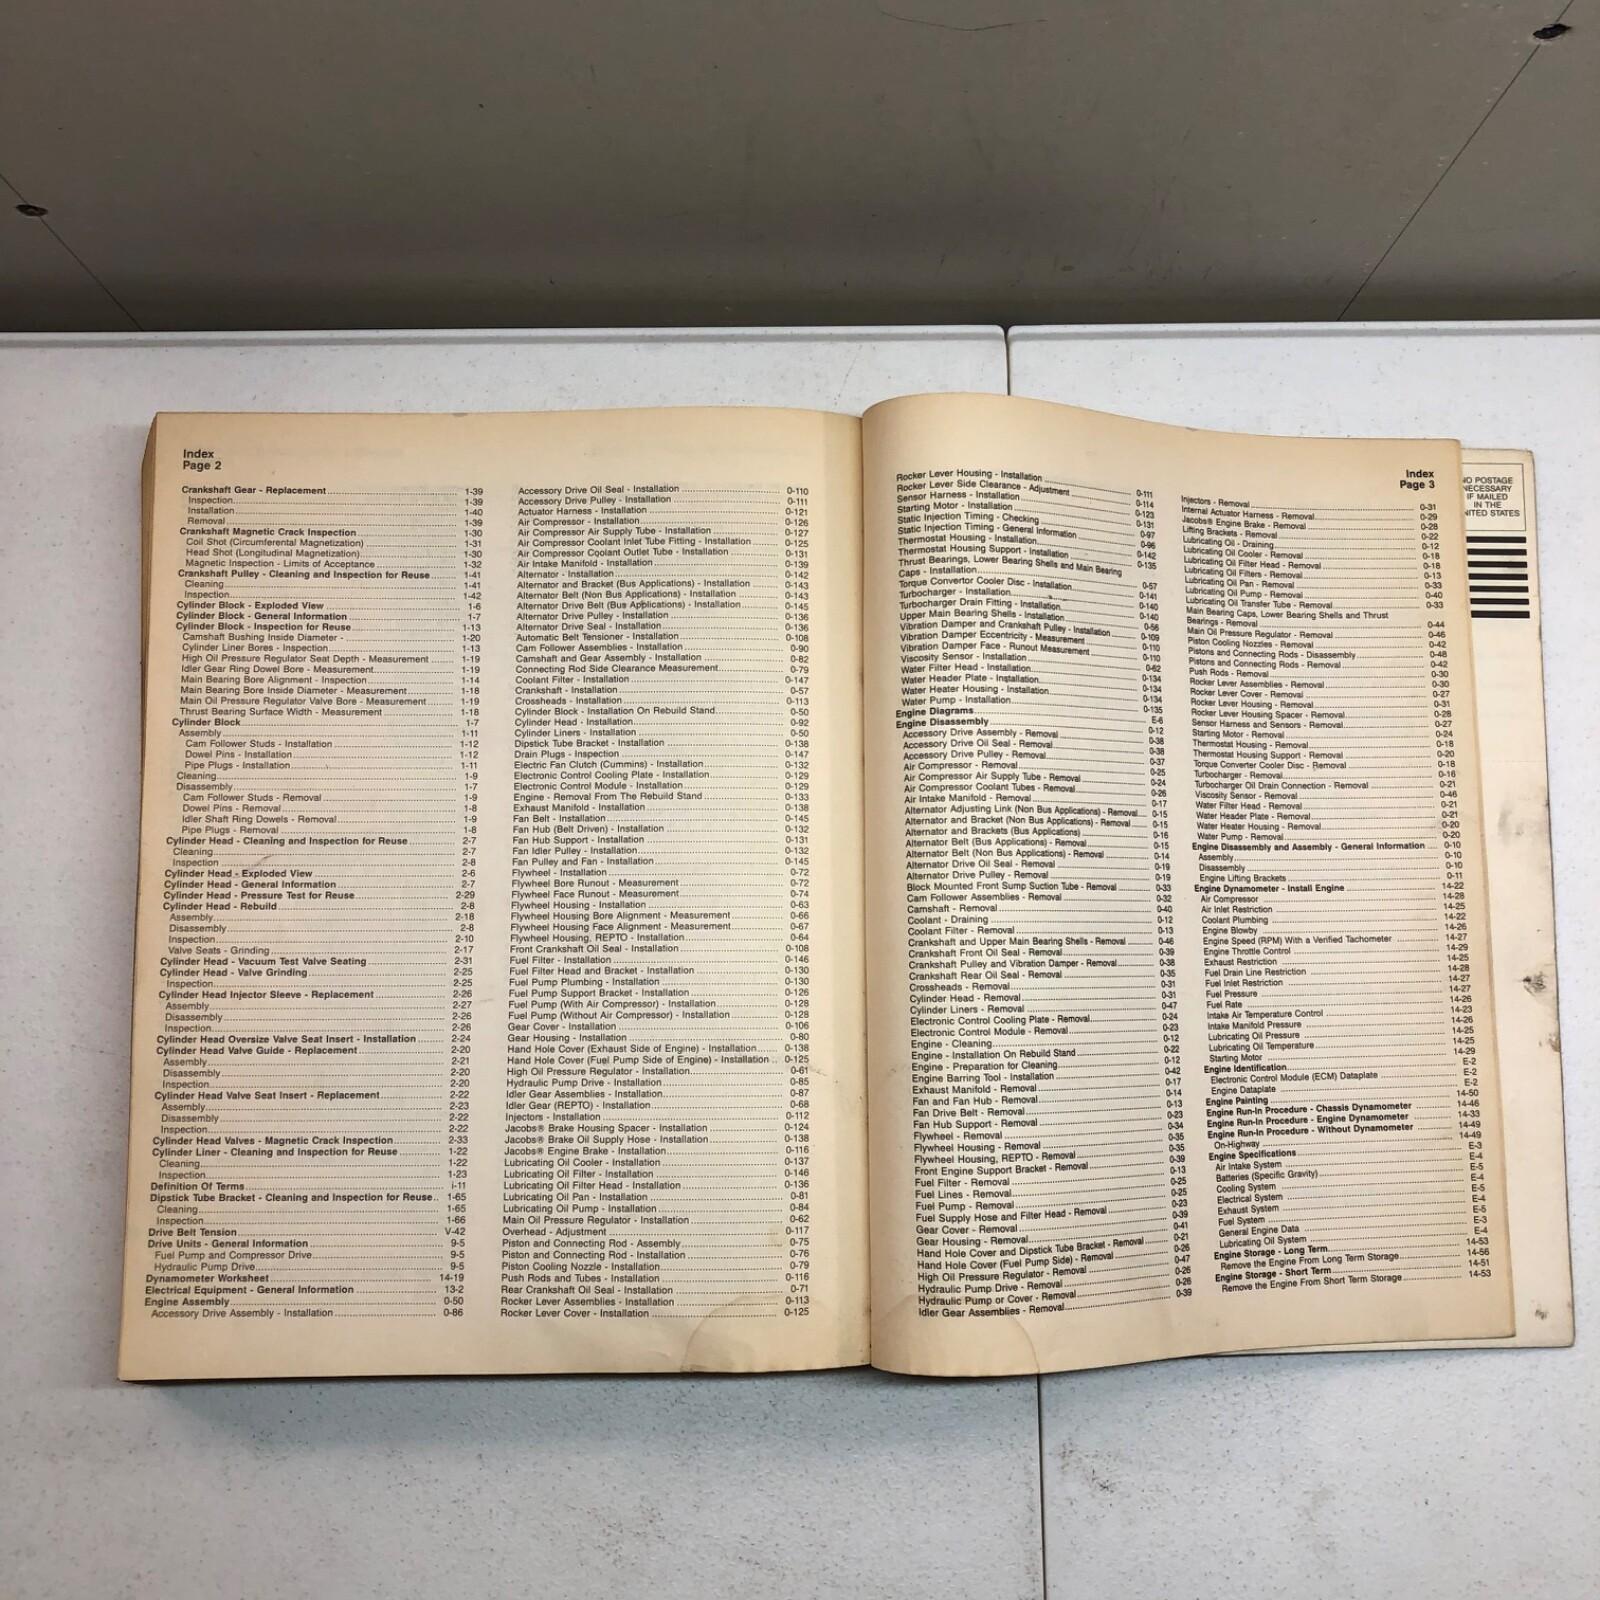 Index
Page 2
Crankshaft Gear - Replacement 1-39
Inspection 1-39
Installation 1-40
Removal 1-39
Crankshaft Magnetic Crack Inspection 1-30
Coil Shot (Circumferental Magnetization) 1-31
Head Shot (Longitudinal Magnetization) 1-30
Magnetic Inspection - Limits of Acceptance 1-32
Crankshaft Pulley - Cleaning and Inspection for Reuse 1-41
Cleaning 1-41
Inspection 1-42
Cylinder Block - Exploded View 1-6
Cylinder Block - General Information 1-7
Cylinder Block - Inspection for Reuse 1-13
Camshaft Bushing Inside Diameter - 1-20
Cylinder Liner Bores - Inspection 1-13
High Oil Pressure Regulator Seat Depth - Measurement 1-19
Idler Gear Ring Dowel Bore - Measurement 1-19
Main Bearing Bore Alignment - Inspection 1-14
Main Bearing Bore Inside Diameter - Measurement 1-18
Main Oil Pressure Regulator Valve Bore - Measurement 1-19
Thrust Bearing Surface Width - Measurement 1-18
Cylinder Block 1-7
Assembly 1-11
Cam Follower Studs - Installation 1-12
Dowel Pins - Installation 1-12
Pipe Plugs - Installation 1-11
Cleaning 1-9
Disassembly 1-7
Cam Follower Studs - Removal 1-9
Dowel Pins - Removal 1-8
Idler Shaft Ring Dowels - Removal 1-9
Pipe Plugs - Removal 1-8
Cylinder Head - Cleaning and Inspection for Reuse 2-7
Cleaning 2-7
Inspection 2-8
Cylinder Head - Exploded View 2-6
Cylinder Head - General Information 2-7
Cylinder Head - Pressure Test for Reuse 2-29
Cylinder Head - Rebuild 2-8
Assembly 2-18
Disassembly 2-8
Inspection 2-10
Valve Seats - Grinding 2-17
Cylinder Head - Vacuum Test Valve Seating 2-31
Cylinder Head - Valve Grinding 2-25
Inspection 2-25
Cylinder Head Injector Sleeve - Replacement 2-26
Assembly 2-27
Disassembly 2-26
Inspection 2-26
Cylinder Head Oversize Valve Seat Insert - Installation 2-24
Cylinder Head Valve Guide - Replacement 2-20
Assembly 2-21
Disassembly 2-20
Inspection 2-20
Cylinder Head Valve Seat Insert - Replacement 2-22
Assembly 2-23
Disassembly 2-22
Inspection 2-22
Cylinder Head Valves - Magnetic Crack Inspection 2-33
Cylinder Liner - Cleaning and Inspection for Reuse 1-22
Cleaning 1-22
Inspection 1-23
Definition Of Terms i-11
Dipstick Tube Bracket - Cleaning and Inspection for Reuse 1-65
Cleaning 1-65
Inspection 1-66
Drive Belt Tension V-42
Drive Units - General Information 9-5
Fuel Pump and Compressor Drive 9-5
Hydraulic Pump Drive 9-5
Dynamometer Worksheet 14-19
Electrical Equipment - General Information 13-2
Engine Assembly 0-50
Accessory Drive Assembly - Installation 0-86
Accessory Drive Oil Seal - Installation 0-110
Accessory Drive Pulley - Installation 0-111
Actuator Harness - Installation 0-121
Air Compressor - Installation 0-126
Air Compressor Air Supply Tube - Installation 0-127
Air Compressor Coolant Inlet Tube Fitting - Installation 0-125
Air Compressor Coolant Outlet Tube - Installation 0-131
Air Intake Manifold - Installation 0-139
Alternator - Installation 0-142
Alternator and Bracket (Bus Applications) - Installation 0-143
Alternator Belt (Non Bus Applications) - Installation 0-143
Alternator Drive Belt (Bus Applications) - Installation 0-145
Alternator Drive Pulley - Installation 0-136
Alternator Drive Seal - Installation 0-136
Automatic Belt Tensioner - Installation 0-108
Cam Follower Assemblies - Installation 0-90
Camshaft and Gear Assembly - Installation 0-82
Connecting Rod Side Clearance Measurement 0-79
Coolant Filter - Installation 0-147
Crankshaft - Installation 0-57
Crossheads - Installation 0-113
Cylinder Block - Installation On Rebuild Stand 0-50
Cylinder Head - Installation 0-92
Cylinder Liners - Installation 0-50
Dipstick Tube Bracket - Installation 0-138
Drain Plugs - Inspection 0-147
Electric Fan Clutch (Cummins) - Installation 0-132
Electronic Control Cooling Plate - Installation 0-129
Electronic Control Module - Installation 0-129
Engine - Removal From The Rebuild Stand 0-133
Exhaust Manifold - Installation 0-138
Fan Belt - Installation 0-145
Fan Hub (Belt Driven) - Installation 0-132
Fan Hub Support - Installation 0-131
Fan Idler Pulley - Installation 0-132
Fan Pulley and Fan - Installation 0-145
Flywheel - Installation 0-72
Flywheel Bore Runout - Measurement 0-72
Flywheel Face Runout - Measurement 0-74
Flywheel Housing - Installation 0-63
Flywheel Housing Bore Alignment - Measurement 0-66
Flywheel Housing Face Alignment - Measurement 0-67
Flywheel Housing, REPTO - Installation 0-64
Front Crankshaft Oil Seal - Installation 0-108
Fuel Filter - Installation 0-146
Fuel Filter Head and Bracket - Installation 0-130
Fuel Pump Plumbing - Installation 0-130
Fuel Pump Support Bracket - Installation 0-126
Fuel Pump (With Air Compressor) - Installation 0-128
Fuel Pump (Without Air Compressor) - Installation 0-128
Gear Cover - Installation 0-106
Gear Housing - Installation 0-80
Hand Hole Cover (Exhaust Side of Engine) - Installation 0-138
Hand Hole Cover (Fuel Pump Side of Engine) - Installation 0-125
High Oil Pressure Regulator - Installation 0-61
Hydraulic Pump Drive - Installation 0-85
Idler Gear Assemblies - Installation 0-87
Idler Gear (REPTO) - Installation 0-68
Injectors - Installation 0-112
Jacobs® Brake Housing Spacer - Installation 0-124
Jacobs® Brake Oil Supply Hose - Installation 0-138
Jacobs® Engine Brake - Installation 0-116
Lubricating Oil Cooler - Installation 0-137
Lubricating Oil Filter - Installation 0-146
Lubricating Oil Filter Head - Installation 0-136
Lubricating Oil Pan - Installation 0-81
Lubricating Oil Pump - Installation 0-84
Main Oil Pressure Regulator - Installation 0-62
Overhead - Adjustment 0-117
Piston and Connecting Rod - Assembly 0-75
Piston and Connecting Rod - Installation 0-76
Piston Cooling Nozzle - Installation 0-79
Push Rods and Tubes - Installation 0-116
Rear Crankshaft Oil Seal - Installation 0-71
Rocker Lever Assemblies - Installation 0-113
Rocker Lever Cover - Installation 0-125
Index
Page 3
Rocker Lever Housing - Installation 0-111
Rocker Lever Side Clearance - Adjustment 0-114
Sensor Harness - Installation 0-123
Starting Motor - Installation 0-131
Static Injection Timing - Checking 0-97
Static Injection Timing - General Information 0-96
Thermostat Housing - Installation 0-142
Thermostat Housing Support - Installation 0-135
Thrust Bearings, Lower Bearing Shells and Main Bearing
Caps - Installation 0-57
Torque Convertor Cooler Disc - Installation 0-141
Turbocharger - Installation 0-140
Turbocharger Drain Fitting - Installation 0-140
Upper Main Bearing Shells - Installation 0-56
Vibration Damper and Crankshaft Pulley - Installation 0-109
Vibration Damper Eccentricity - Measurement 0-110
Vibration Damper Face - Runout Measurement 0-110
Viscosity Sensor - Installation 0-62
Water Filter Head - Installation 0-134
Water Header Plate - Installation 0-134
Water Heater Housing - Installation 0-134
Water Pump - Installation 0-135
Engine Diagrams E-6
Engine Disassembly 0-12
Accessory Drive Assembly - Removal 0-38
Accessory Drive Oil Seal - Removal 0-38
Accessory Drive Pulley - Removal 0-37
Air Compressor - Removal 0-25
Air Compressor Air Supply Tube - Removal 0-24
Air Compressor Coolant Tubes - Removal 0-26
Air Intake Manifold - Removal 0-17
Alternator Adjusting Link (Non Bus Applications) - Removal 0-15
Alternator and Bracket (Non Bus Applications) - Removal 0-15
Alternator and Brackets (Bus Applications) 0-16
Alternator Belt (Bus Applications) - Removal 0-15
Alternator Belt (Non Bus Applications) - Removal 0-14
Alternator Drive Oil Seal - Removal 0-19
Alternator Drive Pulley - Removal 0-19
Block Mounted Front Sump Suction Tube - Removal 0-33
Cam Follower Assemblies - Removal 0-32
Camshaft - Removal 0-40
Coolant - Draining 0-12
Coolant Filter - Removal 0-13
Crankshaft and Upper Main Bearing Shells - Removal 0-46
Crankshaft Front Oil Seal - Removal 0-39
Crankshaft Pulley and Vibration Damper - Removal 0-38
Crankshaft Rear Oil Seal - Removal 0-35
Crossheads - Removal 0-31
Cylinder Head - Removal 0-31
Cylinder Liners - Removal 0-47
Electronic Control Cooling Plate - Removal 0-24
Electronic Control Module - Removal 0-23
Engine - Cleaning 0-12
Engine - Installation On Rebuild Stand 0-22
Engine - Preparation for Cleaning 0-12
Engine Barring Tool - Installation 0-42
Exhaust Manifold - Removal 0-17
Fan and Fan Hub - Removal 0-14
Fan Drive Belt - Removal 0-13
Fan Hub Support - Removal 0-23
Flywheel - Removal 0-34
Flywheel Housing - Removal 0-35
Flywheel Housing, REPTO - Removal 0-35
Front Engine Support Bracket - Removal 0-39
Fuel Filter - Removal 0-13
Fuel Lines - Removal 0-25
Fuel Pump - Removal 0-25
Fuel Supply Hose and Filter Head - Removal 0-23
Gear Cover - Removal 0-39
Gear Housing - Removal 0-41
Hand Hole Cover and Dipstick Tube Bracket - Removal 0-21
Hand Hole Cover (Fuel Pump Side) - Removal 0-26
High Oil Pressure Regulator - Removal 0-47
Hydraulic Pump Drive - Removal 0-26
Hydraulic Pump or Cover - Removal 0-26
Idler Gear Assemblies - Removal 0-39
Injectors - Removal 0-31
Internal Actuator Harness - Removal 0-29
Jacobs® Engine Brake - Removal 0-28
Lifting Brackets - Removal 0-22
Lubricating Oil - Draining 0-12
Lubricating Oil Cooler - Removal 0-18
Lubricating Oil Filter Head - Removal 0-18
Lubricating Oil Filters - Removal 0-13
Lubricating Oil Pan - Removal 0-33
Lubricating Oil Pump - Removal 0-40
Lubricating Oil Transfer Tube - Removal 0-33
Main Bearing Caps, Lower Bearing Shells and Thrust
Bearings - Removal 0-44
Main Oil Pressure Regulator - Removal 0-46
Piston Cooling Nozzles - Removal 0-42
Pistons and Connecting Rods - Disassembly 0-48
Pistons and Connecting Rods - Removal 0-42
Push Rods - Removal 0-30
Rocker Lever Assemblies - Removal 0-30
Rocker Lever Cover - Removal 0-27
Rocker Lever Housing - Removal 0-31
Rocker Lever Housing Spacer - Removal 0-28
Sensor Harness and Sensors - Removal 0-27
Starting Motor - Removal 0-24
Thermostat Housing - Removal 0-18
Thermostat Housing Support - Removal 0-20
Torque Converter Cooler Disc - Removal 0-18
Turbocharger - Removal 0-16
Turbocharger Oil Drain Connection - Removal 0-21
Viscosity Sensor - Removal 0-46
Water Filter Head - Removal 0-21
Water Header Plate - Removal 0-21
Water Heater Housing - Removal 0-20
Water Pump - Removal 0-20
Engine Disassembly and Assembly - General Information 0-10
Assembly 0-10
Disassembly 0-10
Engine Lifting Brackets 0-11
Engine Dynamometer - Install Engine 14-22
Air Compressor 14-28
Air Inlet Restriction 14-25
Coolant Plumbing 14-22
Engine Blowby 14-26
Engine Speed (RPM) With a Verified Tachometer 14-27
Engine Throttle Control 14-29
Exhaust Restriction 14-25
Fuel Drain Line Restriction 14-28
Fuel Inlet Restriction 14-27
Fuel Pressure 14-27
Fuel Rate 14-26
Intake Air Temperature Control 14-23
Intake Manifold Pressure 14-26
Lubricating Oil Pressure 14-25
Lubricating Oil Temperature 14-25
Starting Motor 14-29
Engine Identification E-2
Electronic Control Module (ECM) Dataplate E-2
Engine Dataplate E-2
Engine Painting 14-50
Engine Run-In Procedure - Chassis Dynamometer 14-46
Engine Run-In Procedure - Engine Dynamometer 14-33
Engine Run-In Procedure - Without Dynamometer 14-49
On-Highway 14-49
Engine Specifications E-3
Air Intake System E-4
Batteries (Specific Gravity) E-5
Cooling System E-4
Electrical System E-5
Exhaust System E-4
Fuel System E-5
General Engine Data E-3
Lubricating Oil System E-4
Engine Storage - Long Term 14-53
Remove the Engine From Long Term Storage 14-56
Engine Storage - Short Term 14-51
Remove the Engine From Short Term Storage 14-53
NO POSTAGE
NECESSARY
IF MAILED
IN THE
UNITED STATES